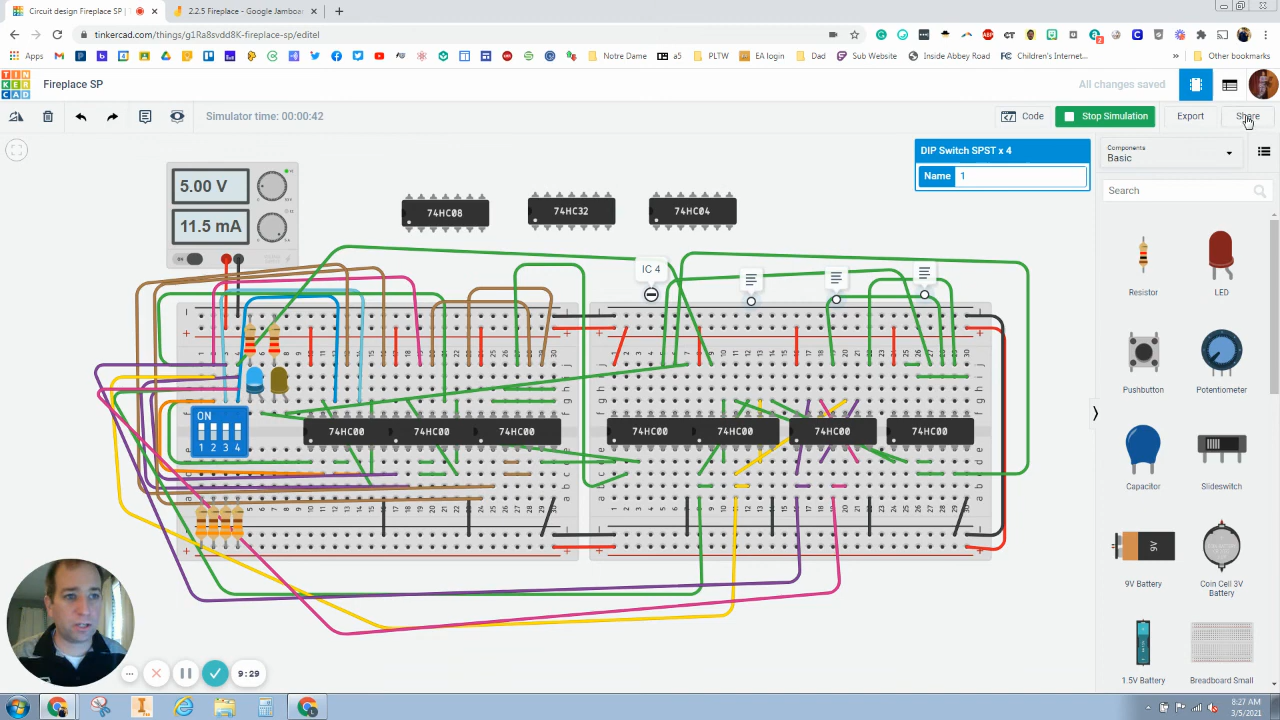 Circuit design Fireplace SP |
2.2.5 Fireplace - Google Jamboa
tinkercad.com/things/g1Ra8svdd8K-fireplace-sp/editel
Apps
Notre Dame
a5
PLTW
EA login
Dad
Sub Website
Inside Abbey Road
Children's Internet...
Other bookmarks
TIN
KER
CAD
Fireplace SP
All changes saved
Simulator time: 00:00:42
Code
Stop Simulation
Export
Share
DIP Switch SPST x 4
Name 1
Components
Basic
Search
5.00 V
11.5 mA
74HC08
74HC32
74HC04
IC 4
ON
1 2 3 4
74HC00
74HC00
74HC00
74HC00
74HC00
74HC00
74HC00
Resistor
LED
Pushbutton
Potentiometer
Capacitor
Slideswitch
9V
9V Battery
Coin Cell 3V
Battery
1.5V Battery
Breadboard Small
9:29
8:27 AM
3/5/2021